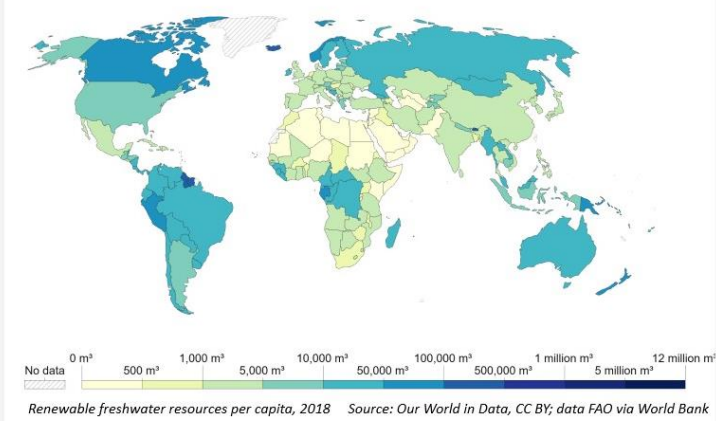 0 m³ 1,000 m³ 10,000 m³ 100,000 m³ 1 million m³ 12 million m³
No data 500 m³ 5,000 m³ 50,000 m³ 500,000 m³ 5 million m³
Renewable freshwater resources per capita, 2018 Source: Our World in Data, CC BY; data FAO via World Bank